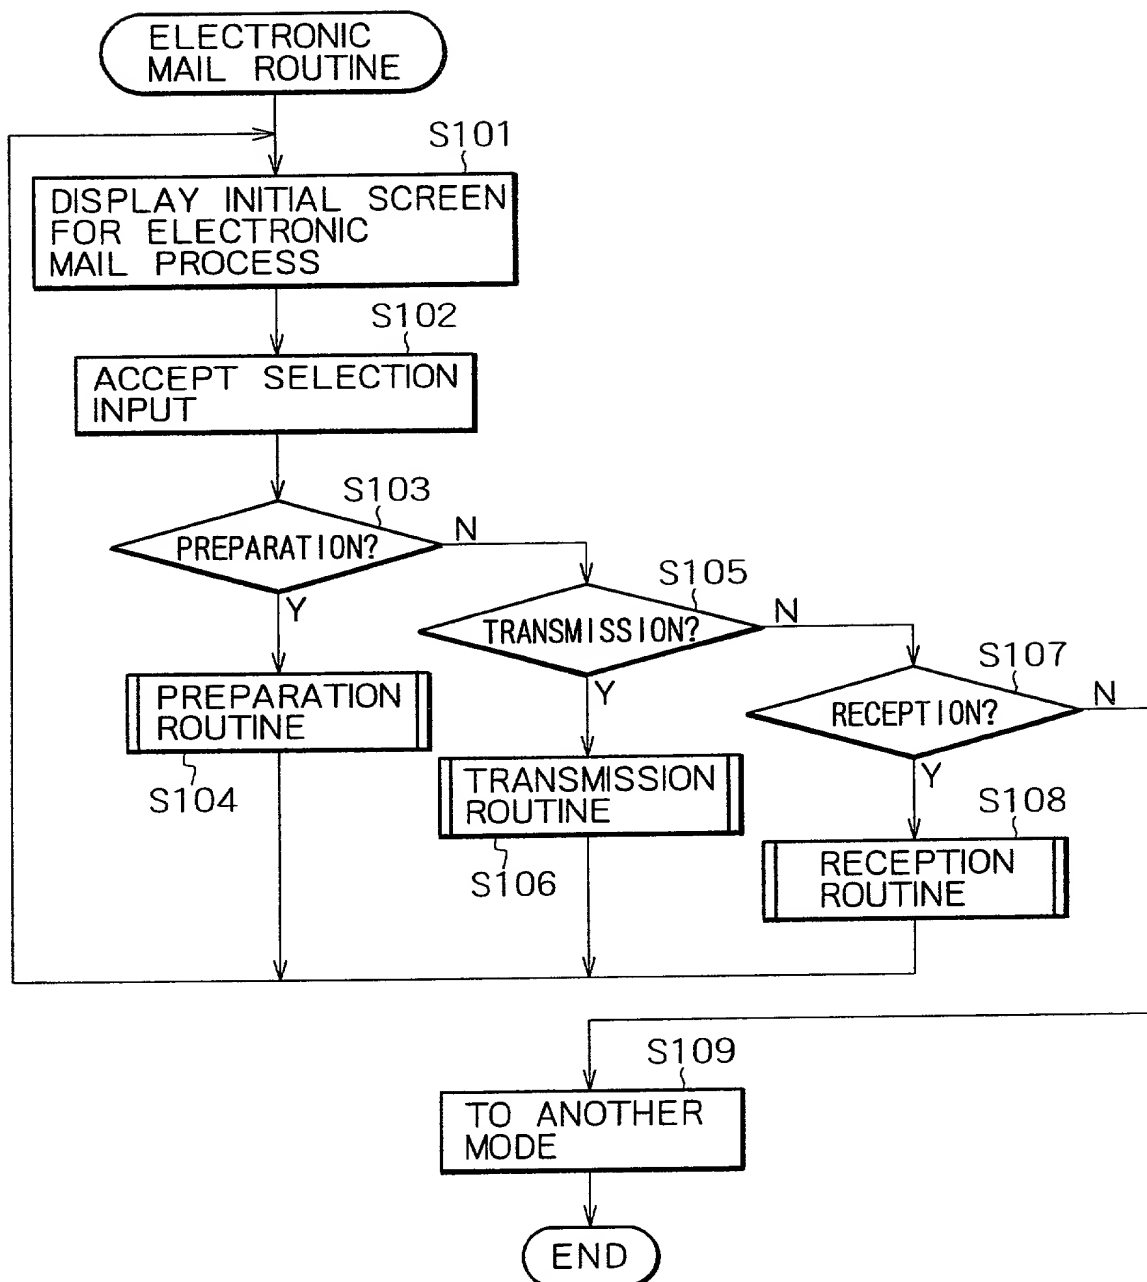 ELECTRONIC
MAIL ROUTINE
S101
DISPLAY INITIAL SCREEN
FOR ELECTRONIC
MAIL PROCESS
S102
ACCEPT SELECTION
INPUT
S103
PREPARATION?
N
Y
S105
TRANSMISSION?
N
Y
S107
RECEPTION?
N
Y
PREPARATION
ROUTINE
S104
TRANSMISSION
ROUTINE
S106
S108
RECEPTION
ROUTINE
S109
TO ANOTHER
MODE
END